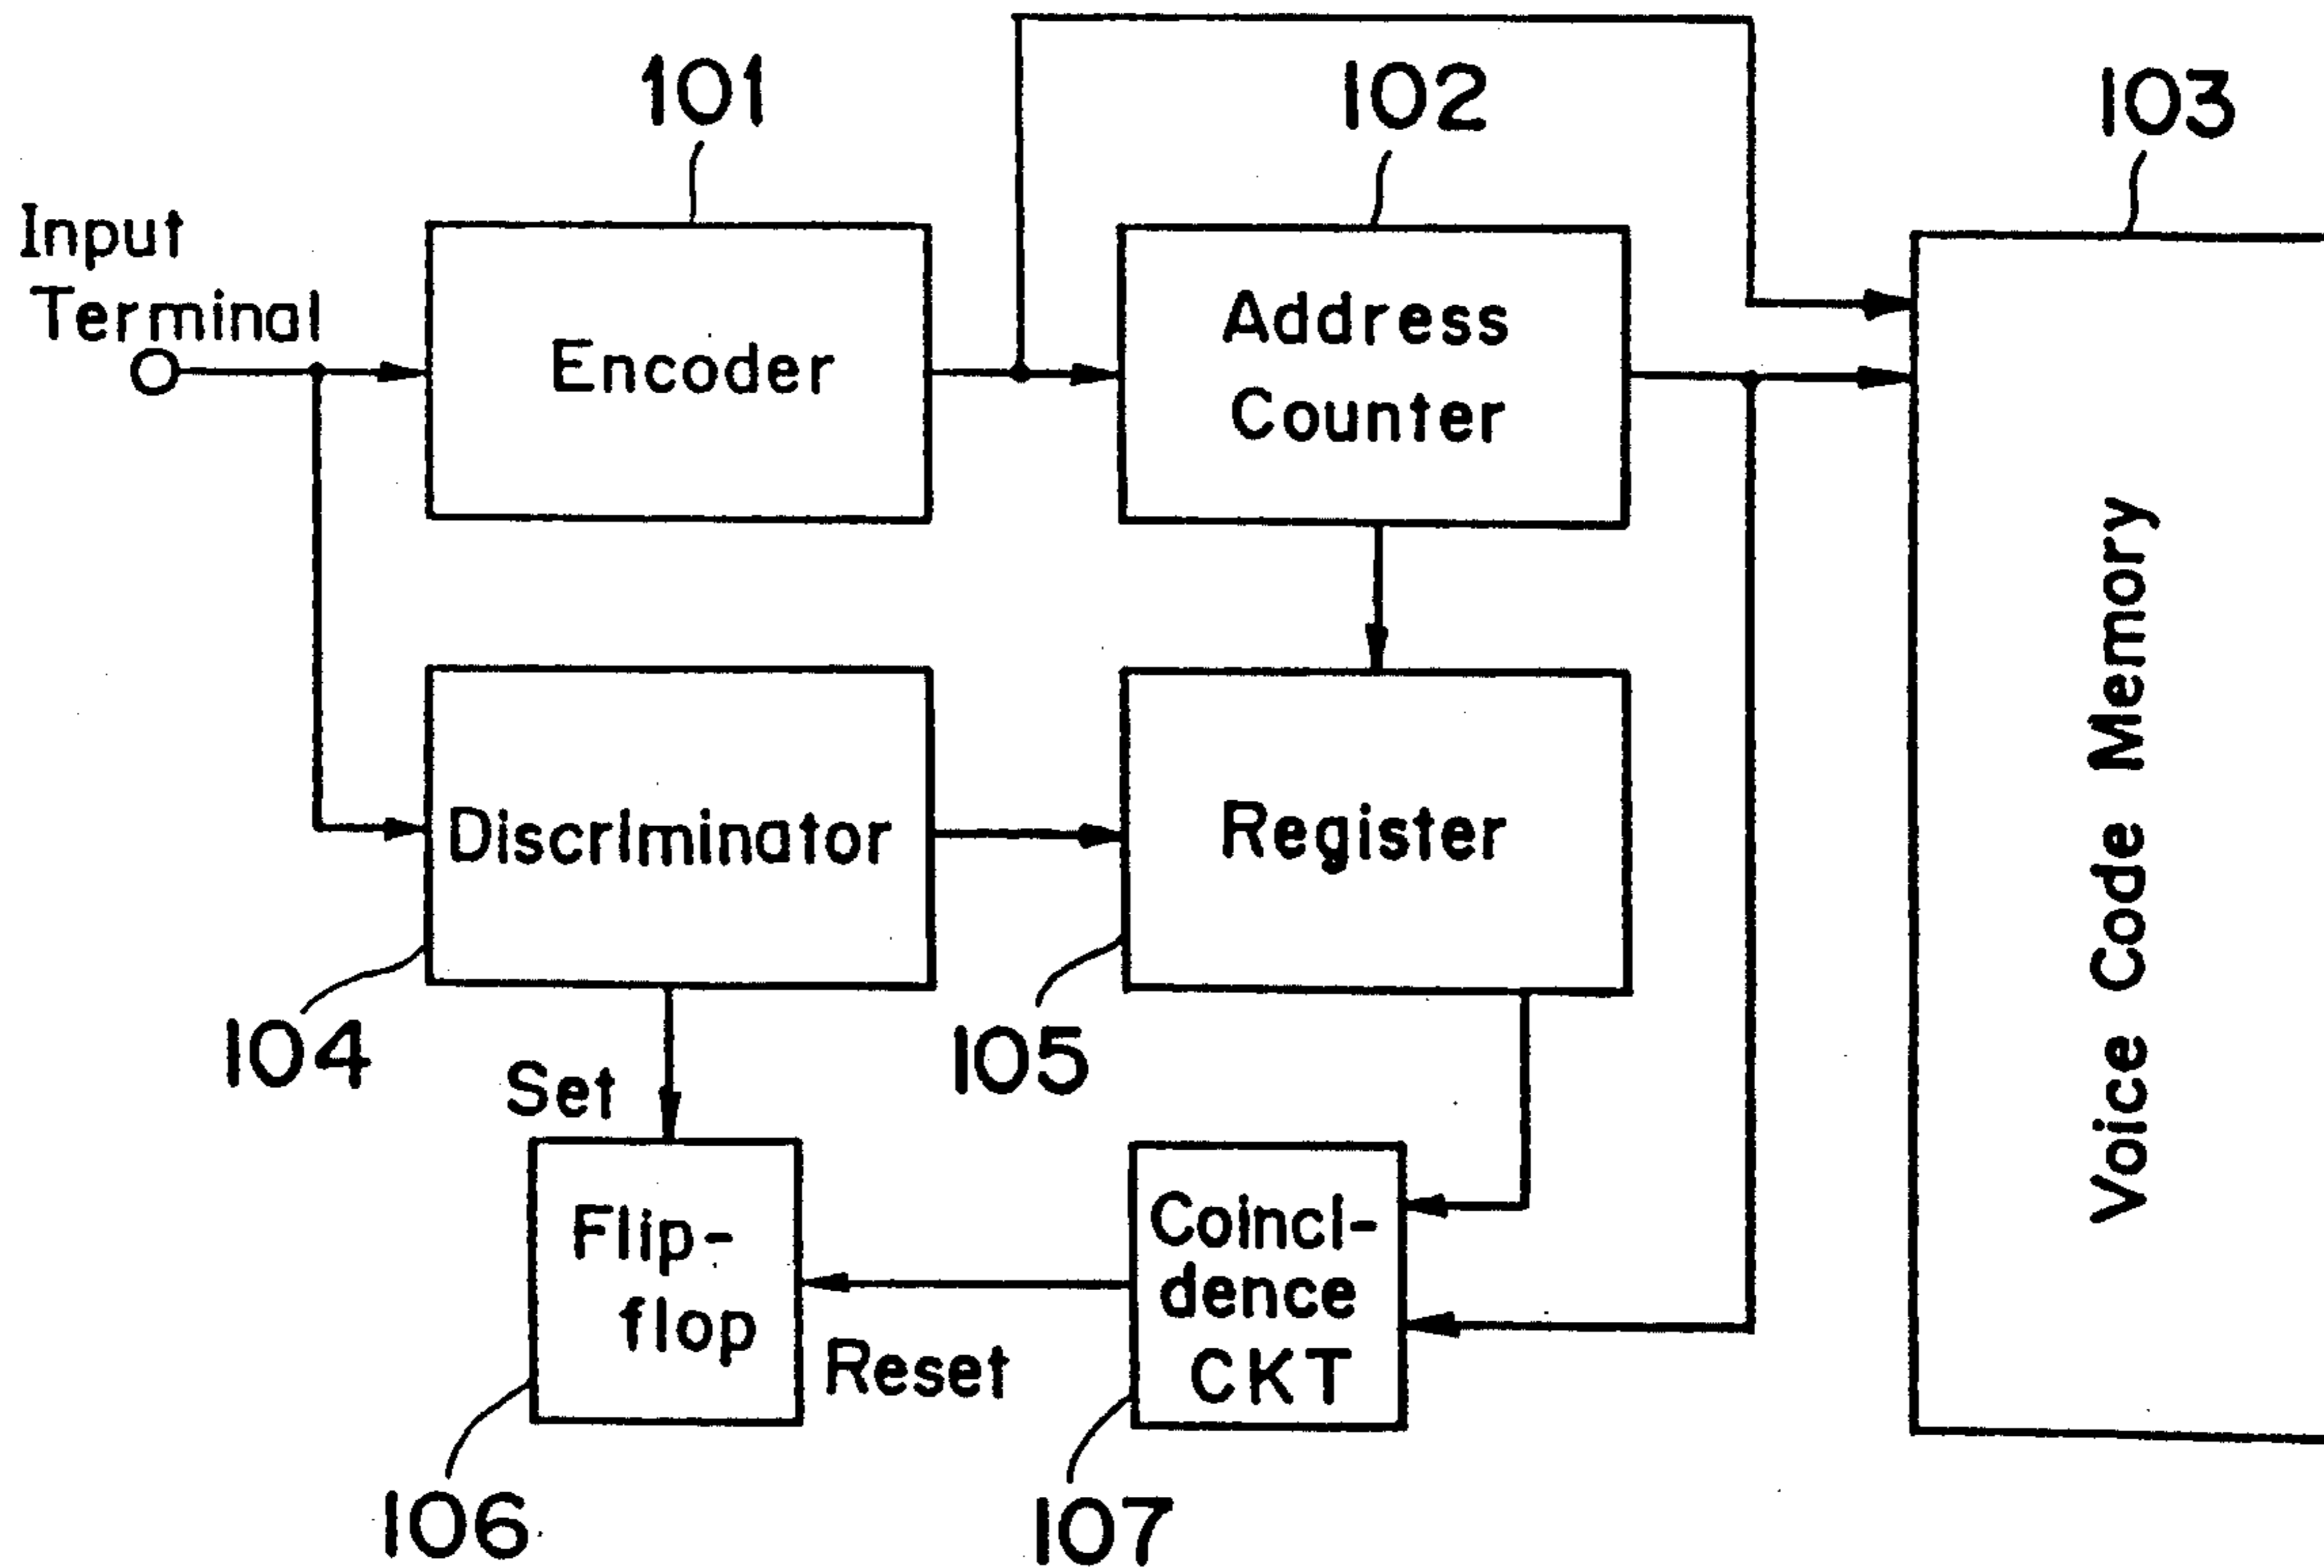 101
102
103
Input
Terminal
Encoder
Address
Counter
Voice Code Memory
Discriminator
Register
104
105
Set
Flip-
flop
Coinci-
dence
CKT
Reset
106
107